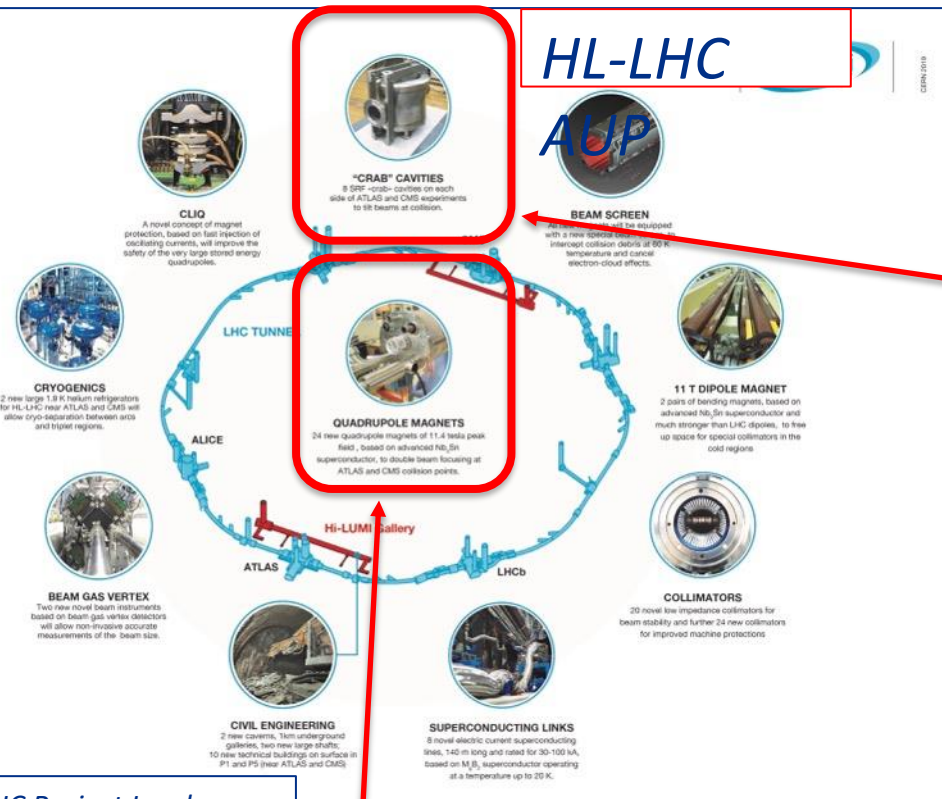 HL-LHC
AUP
CERN 2019
"CRAB" CAVITIES
8 SRF «crab» cavities on each
side of ATLAS and CMS experiments
to tilt beams at collision.
CLIQ
A novel concept of magnet
protection, based on fast injection of
oscillating currents, will improve the
safety of the very large stored energy
quadrupoles.
BEAM SCREEN
will be equipped
with a new special
intercept collision debris at 60 K
temperature and cancel
electron-cloud effects.
LHC TUNNEL
CRYOGENICS
2 new large 1.9 K helium refrigerators
for HL-LHC near ATLAS and CMS will
allow cryo-separation between arcs
and triplet regions.
QUADRUPOLE MAGNETS
24 new quadrupole magnets of 11.4 tesla peak
field , based on advanced Nb3Sn
superconductor, to double beam focusing at
ATLAS and CMS collision points.
11 T DIPOLE MAGNET
2 pairs of bending magnets, based on
advanced Nb3Sn superconductor and
much stronger than LHC dipoles, to free
up space for special collimators in the
cold regions
ALICE
Hi-LUMI Gallery
ATLAS
LHCb
BEAM GAS VERTEX
Two new novel beam instruments
based on beam gas vertex detectors
will allow non-invasive accurate
measurements of the beam size.
COLLIMATORS
20 novel low impedance collimators for
beam stability and further 24 new collimators
for improved machine protections
CIVIL ENGINEERING
2 new caverns, 1km underground
galleries, two new large shafts;
10 new technical buildings on surface in
P1 and P5 (near ATLAS and CMS)
SUPERCONDUCTING LINKS
8 novel electric current superconducting
lines, 140 m long and rated for 30-100 kA,
based on MgB2 superconductor operating
at a temperature up to 20 K.